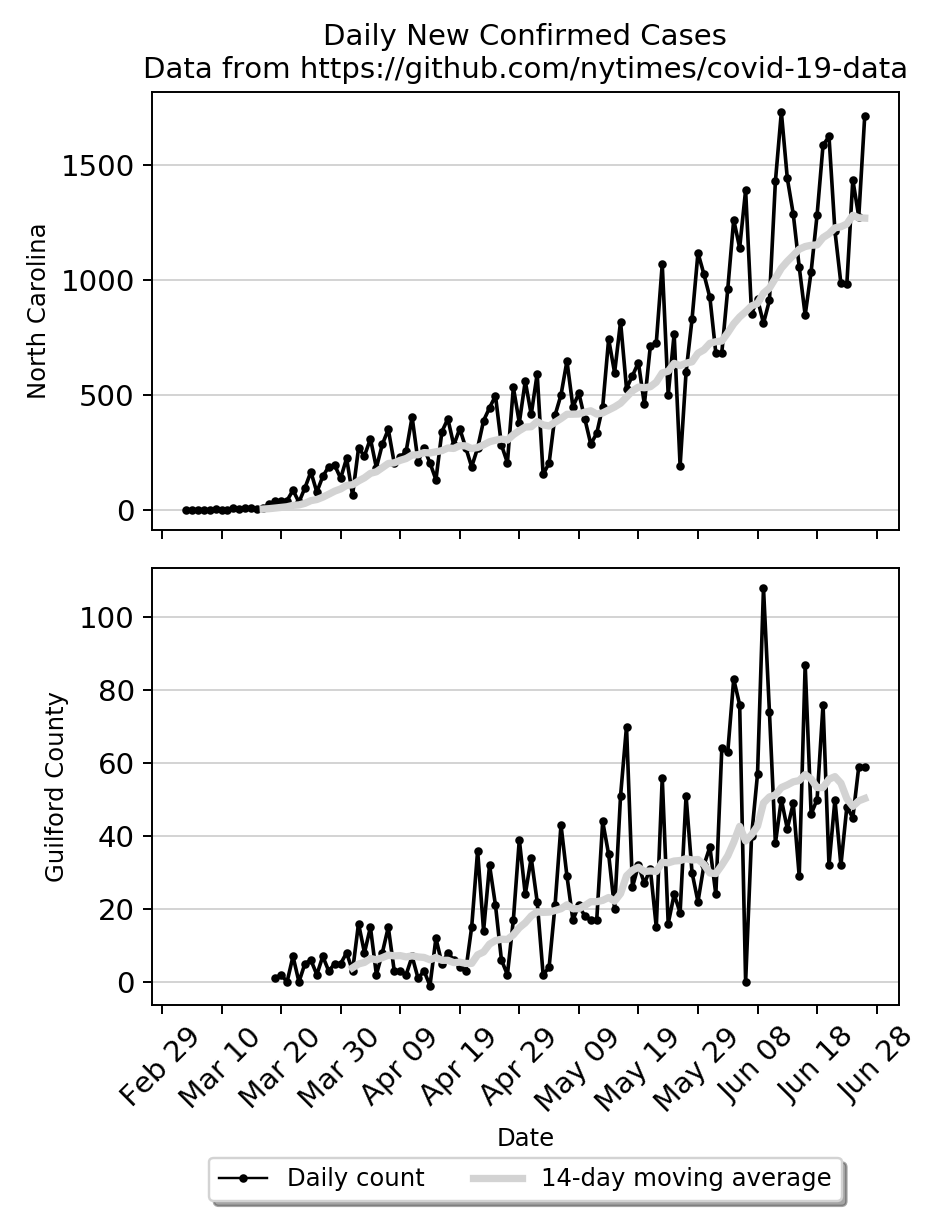 Daily New Confirmed Cases
Data from https://github.com/nytimes/covid-19-data
North Carolina
1500
1000
500
0
Guilford County
100
80
60
40
20
0
Feb 29
Mar 10
Mar 20
Mar 30
Apr 09
Apr 19
Apr 29
May 09
May 19
May 29
Jun 08
Jun 18
Jun 28
Date
Daily count
14-day moving average